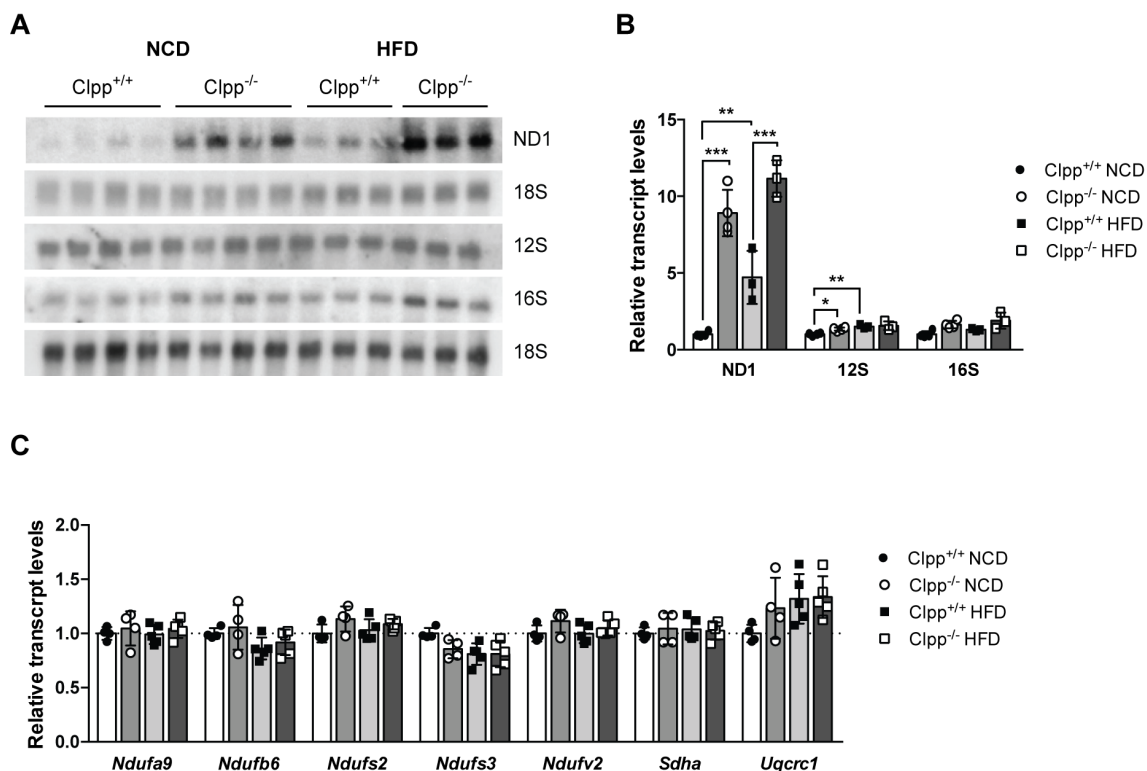 A
NCD HFD
Clpp+/+ Clpp-/- Clpp+/+ Clpp-/-
ND1
18S
12S
16S
18S
B
Relative transcript levels
15
10
5
0
** *** *** * **
ND1 12S 16S
Clpp+/+ NCD
Clpp-/- NCD
Clpp+/+ HFD
Clpp-/- HFD
C
Relative transcrpt levels
2.0
1.5
1.0
0.5
0.0
Ndufa9 Ndufb6 Ndufs2 Ndufs3 Ndufv2 Sdha Uqcrc1
Clpp+/+ NCD
Clpp-/- NCD
Clpp+/+ HFD
Clpp-/- HFD